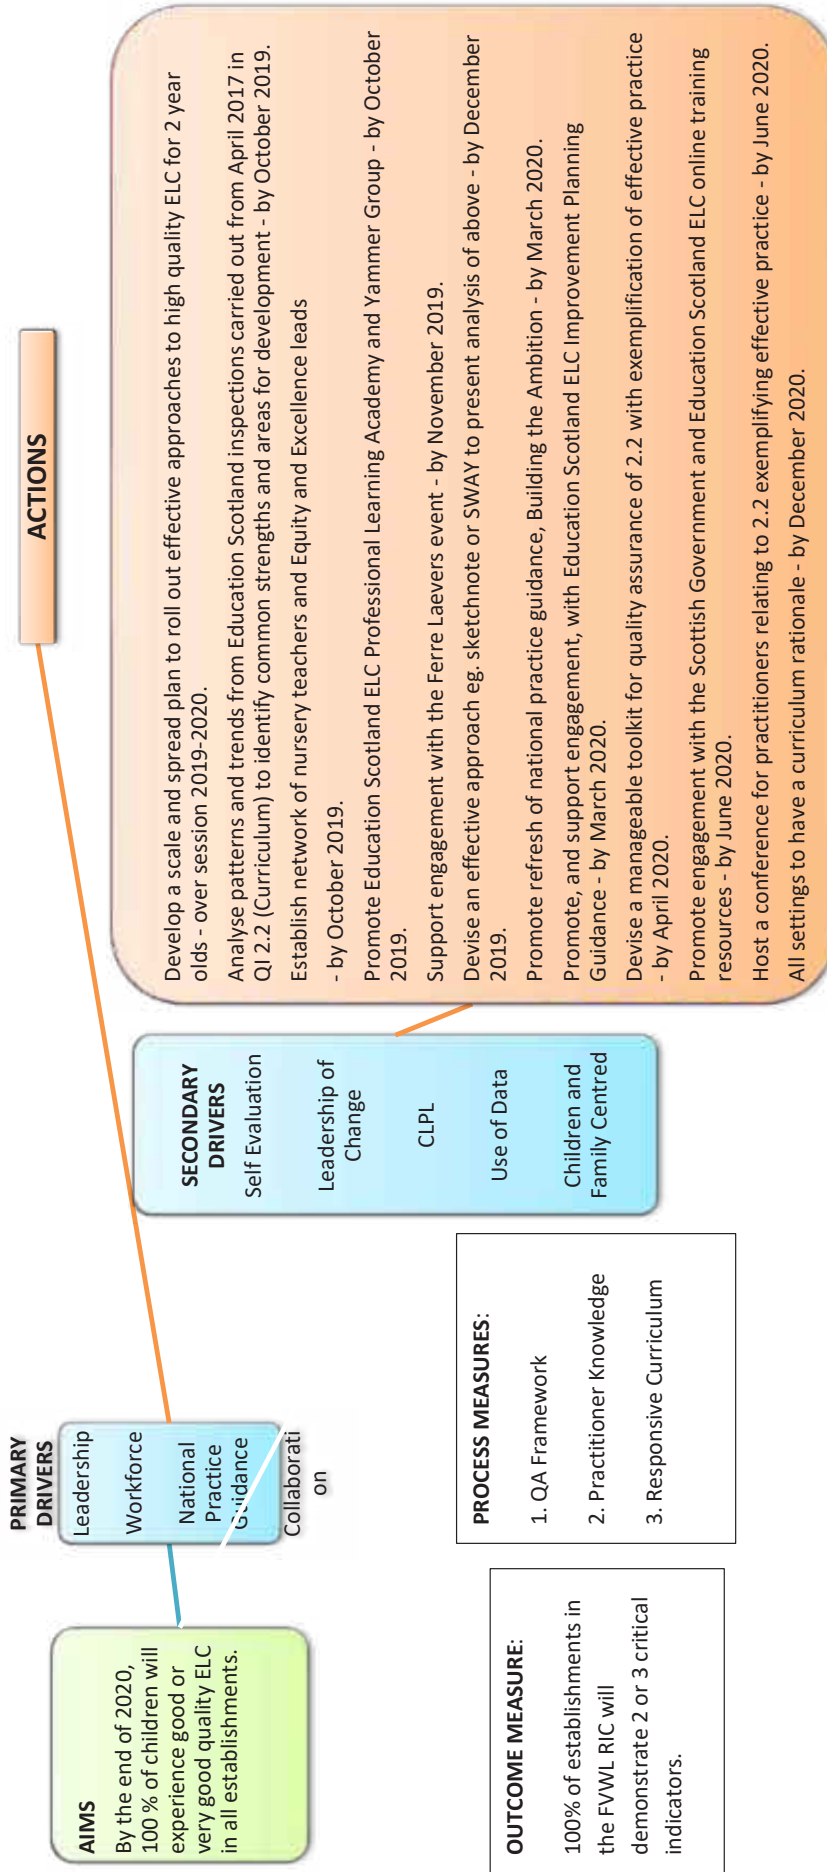 AIMS
By the end of 2020,
100 % of children will
experience good or
very good quality ELC
in all establishments.
PRIMARY
DRIVERS
Leadership
Workforce
National
Practice
Guidance
Collaborati
on
SECONDARY
DRIVERS
Self Evaluation
Leadership of
Change
CLPL
Use of Data
Children and
Family Centred
ACTIONS
Develop a scale and spread plan to roll out effective approaches to high quality ELC for 2 year
olds - over session 2019-2020.
Analyse patterns and trends from Education Scotland inspections carried out from April 2017 in
QI 2.2 (Curriculum) to identify common strengths and areas for development - by October 2019.
Establish network of nursery teachers and Equity and Excellence leads
- by October 2019.
Promote Education Scotland ELC Professional Learning Academy and Yammer Group - by October
2019.
Support engagement with the Ferre Laevers event - by November 2019.
Devise an effective approach eg. sketchnote or SWAY to present analysis of above - by December
2019.
Promote refresh of national practice guidance, Building the Ambition - by March 2020.
Promote, and support engagement, with Education Scotland ELC Improvement Planning
Guidance - by March 2020.
Devise a manageable toolkit for quality assurance of 2.2 with exemplification of effective practice
- by April 2020.
Promote engagement with the Scottish Government and Education Scotland ELC online training
resources - by June 2020.
Host a conference for practitioners relating to 2.2 exemplifying effective practice - by June 2020.
All settings to have a curriculum rationale - by December 2020.
OUTCOME MEASURE:
100% of establishments in
the FVWL RIC will
demonstrate 2 or 3 critical
indicators.
PROCESS MEASURES:
1. QA Framework
2. Practitioner Knowledge
3. Responsive Curriculum